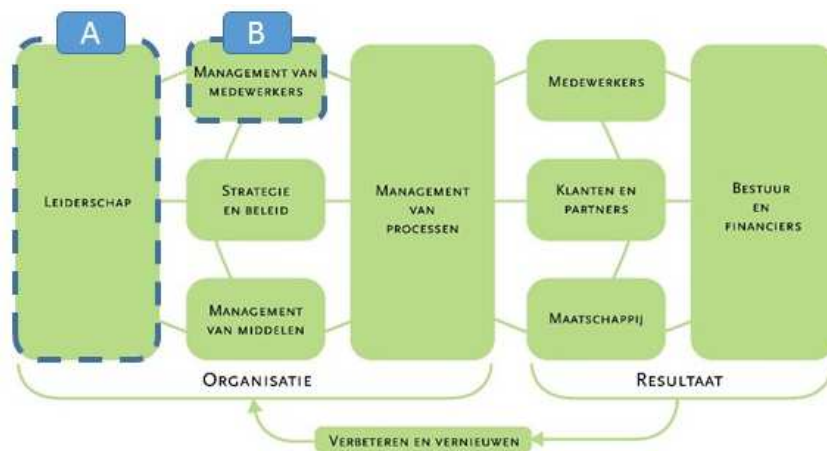 A
B
LEIDERSCHAP
MANAGEMENT VAN
MEDEWERKERS
STRATEGIE
EN BELEID
MANAGEMENT
VAN MIDDELEN
MANAGEMENT
VAN
PROCESSEN
MEDEWERKERS
KLANTEN EN
PARTNERS
MAATSCHAPPIJ
BESTUUR
EN
FINANCIERS
ORGANISATIE
RESULTAAT
VERBETEREN EN VERNIEUWEN